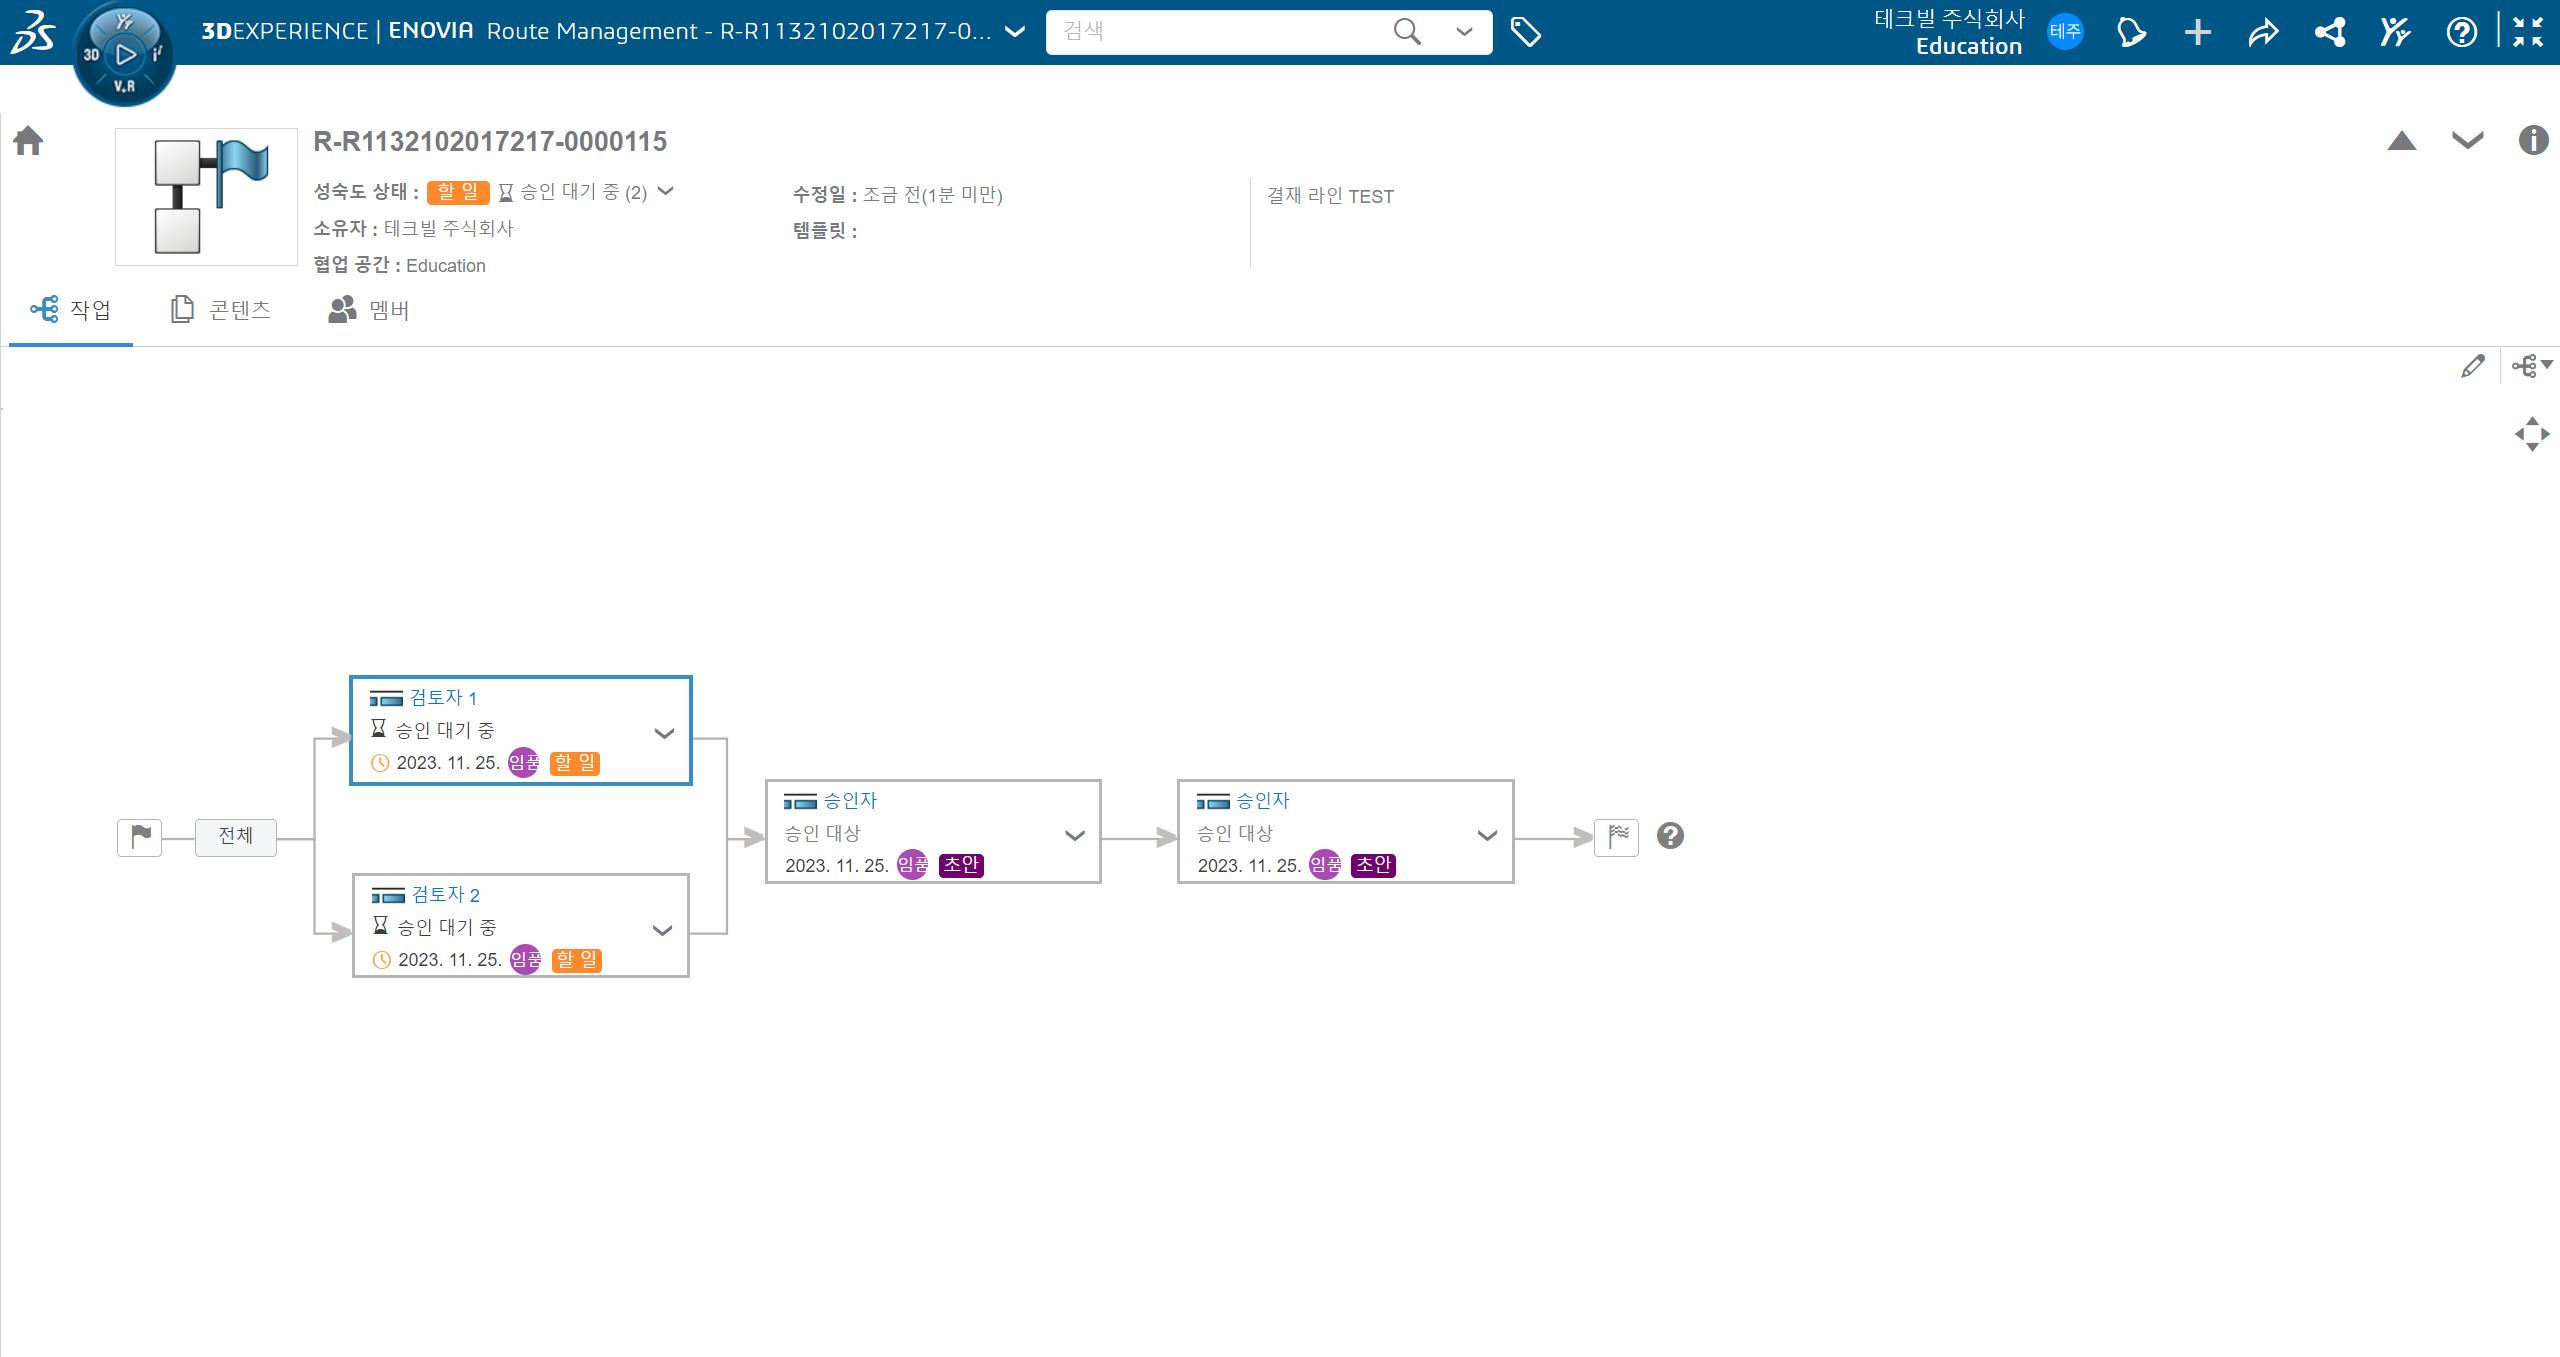 3DEXPERIENCE | ENOVIA Route Management - R-R1132102017217-0...
검색
테크빌 주식회사
Education
테주
3D
V.R
R-R1132102017217-0000115
성숙도 상태 : 할 일 승인 대기 중 (2)
소유자 : 테크빌 주식회사
협업 공간 : Education
수정일 : 조금 전(1분 미만)
템플릿 :
결재 라인 TEST
작업
콘텐츠
멤버
전체
검토자 1
승인 대기 중
2023. 11. 25. 임품 할 일
검토자 2
승인 대기 중
2023. 11. 25. 임품 할 일
승인자
승인 대상
2023. 11. 25. 임품 초안
승인자
승인 대상
2023. 11. 25. 임품 초안